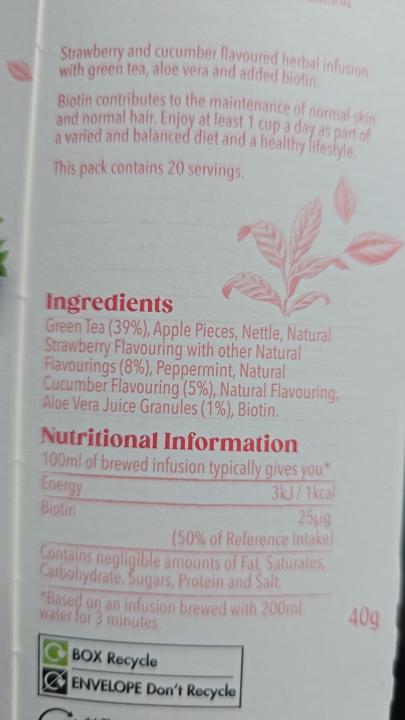 Strawberry and cucumber flavoured herbal infusion
with green tea, aloe vera and added biotin.
Biotin contributes to the maintenance of normal skin
and normal hair. Enjoy at least 1 cup a day as part of
a varied and balanced diet and a healthy lifestyle.
This pack contains 20 servings.
Ingredients
Green Tea (39%), Apple Pieces, Nettle, Natural
Strawberry Flavouring with other Natural
Flavourings (8%), Peppermint, Natural
Cucumber Flavouring (5%), Natural Flavouring,
Aloe Vera Juice Granules (1%), Biotin.
Nutritional Information
100ml of brewed infusion typically gives you*
Energy 3kJ / 1kcal
Biotin 25µg
(50% of Reference Intake)
Contains negligible amounts of Fat, Saturates,
Carbohydrate, Sugars, Protein and Salt.
*Based on an infusion brewed with 200ml
water for 3 minutes.
40g
BOX Recycle
ENVELOPE Don't Recycle